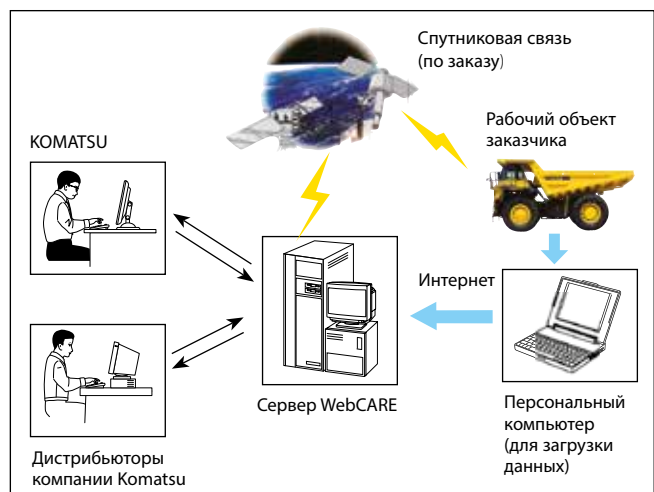 Спутниковая связь
(по заказу)
Рабочий объект
заказчика
KOMATSU
Интернет
Сервер WebCARE
Персональный
компьютер
(для загрузки
данных)
Дистрибьюторы
компании Komatsu